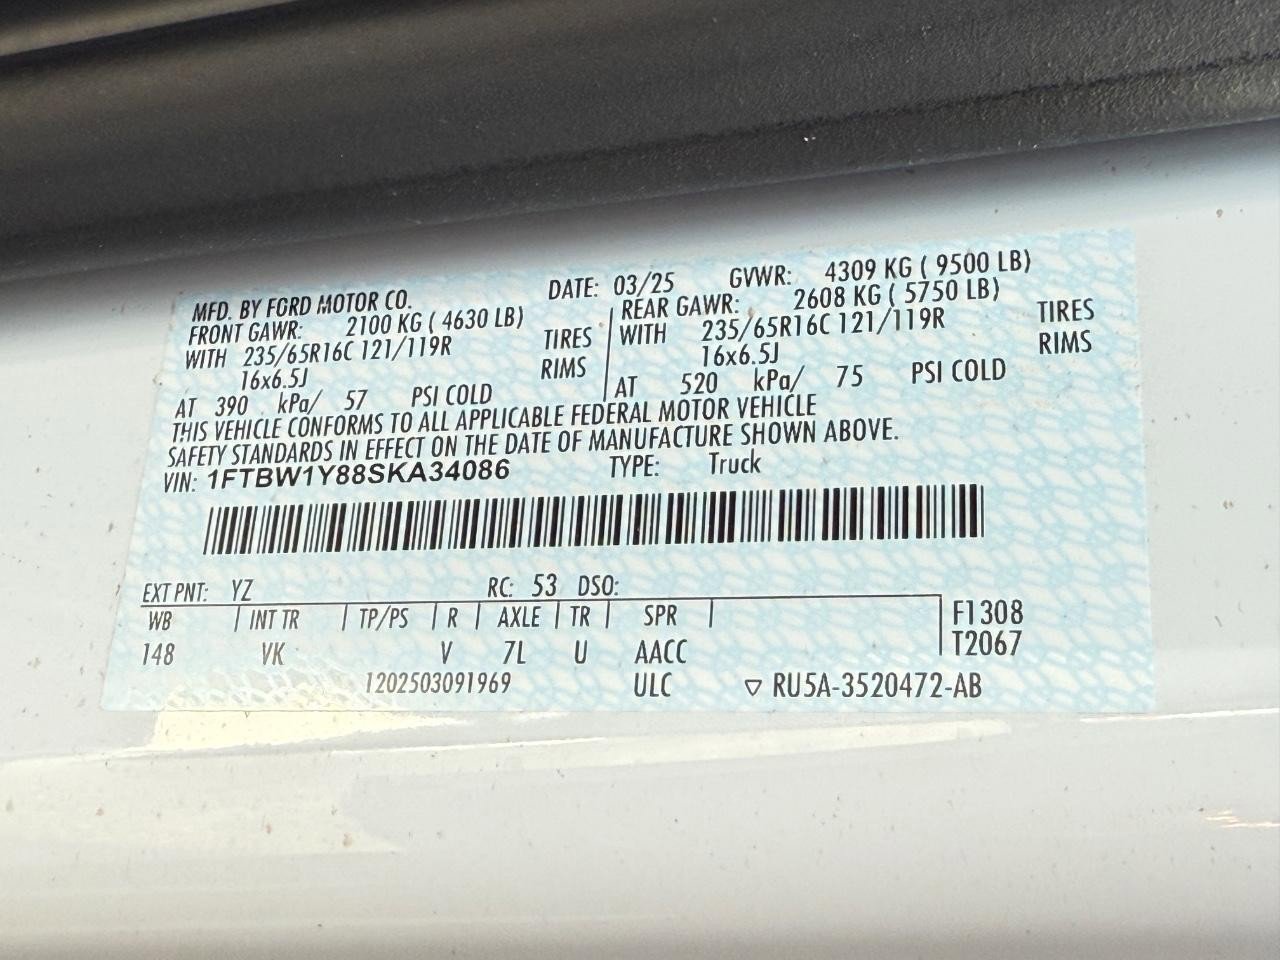 MFD. BY FORD MOTOR CO. DATE: 03/25 GVWR: 4309 KG ( 9500 LB)
FRONT GAWR: 2100 KG ( 4630 LB) REAR GAWR: 2608 KG ( 5750 LB)
WITH 235/65R16C 121/119R TIRES WITH 235/65R16C 121/119R TIRES
16x6.5J RIMS 16x6.5J RIMS
AT 390 kPa/ 57 PSI COLD AT 520 kPa/ 75 PSI COLD
THIS VEHICLE CONFORMS TO ALL APPLICABLE FEDERAL MOTOR VEHICLE
SAFETY STANDARDS IN EFFECT ON THE DATE OF MANUFACTURE SHOWN ABOVE.
VIN: 1FTBW1Y88SKA34086 TYPE: Truck
EXT PNT: YZ RC: 53 DSO:
WB INT TR TP/PS R AXLE TR SPR F1308
148 VK V 7L U AACC T2067
1202503091969 ULC ▽ RU5A-3520472-AB